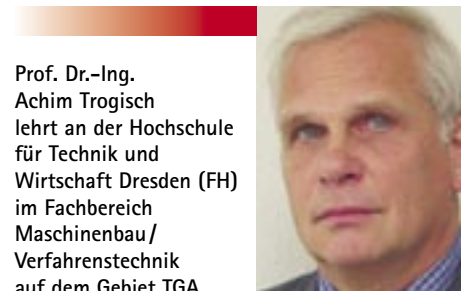 Prof. Dr.-Ing.
Achim Trogisch
lehrt an der Hochschule
für Technik und
Wirtschaft Dresden (FH)
im Fachbereich
Maschinenbau/
Verfahrenstechnik
auf dem Gebiet TGA